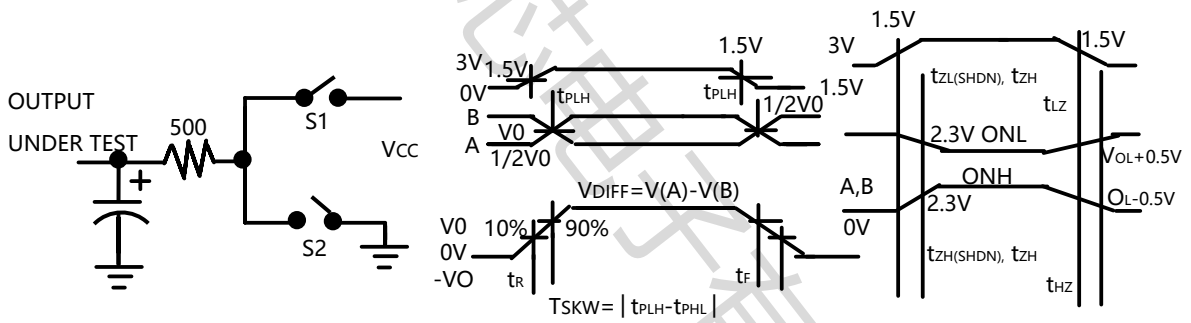 OUTPUT
UNDER TEST
500
+
S1
VCC
S2
3V
1.5V
0V
1.5V
1.5V
tPLH
tPLH
B
A
V0
1/2V0
1/2V0
VDIFF=V(A)-V(B)
V0
0V
-VO
10%
90%
tR
tF
TSKW=|tPLH-tPHL|
1.5V
3V
1.5V
tZL(SHDN), tZH
tLZ
2.3V ONL
VOL+0.5V
A,B
ONH
0V
2.3V
OL-0.5V
tZH(SHDN), tZH
tHZ